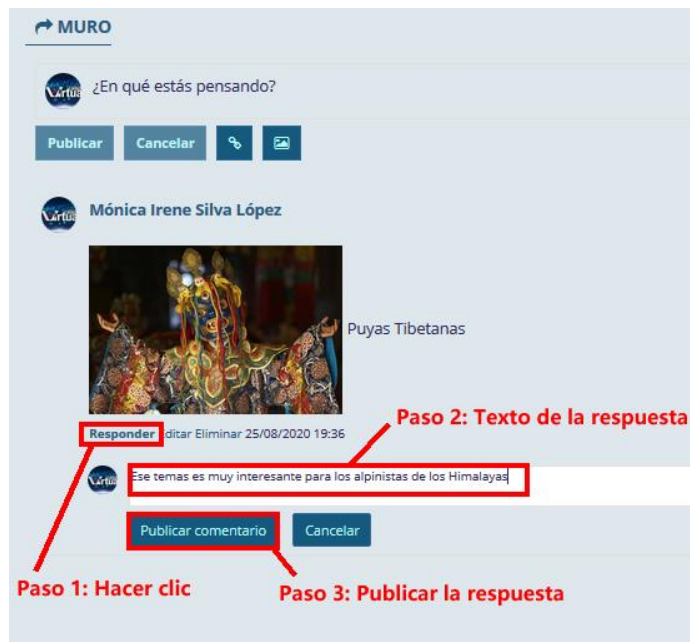 MURO
¿En qué estás pensando?
Publicar Cancelar
Mónica Irene Silva López
Puyas Tibetanas
Paso 2: Texto de la respuesta
Responder ditar Eliminar 25/08/2020 19:36
Ese temas es muy interesante para los alpinistas de los Himalayas
Publicar comentario Cancelar
Paso 1: Hacer clic
Paso 3: Publicar la respuesta